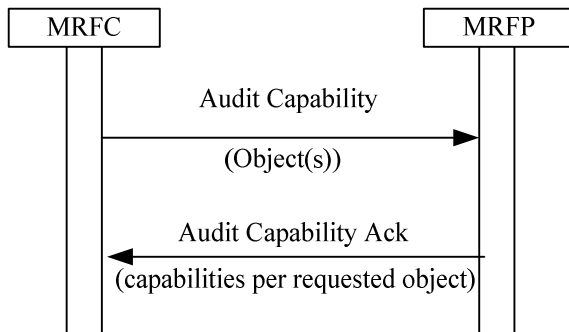 MRFC
MRFP
Audit Capability
(Object(s))
Audit Capability Ack
(capabilities per requested object)